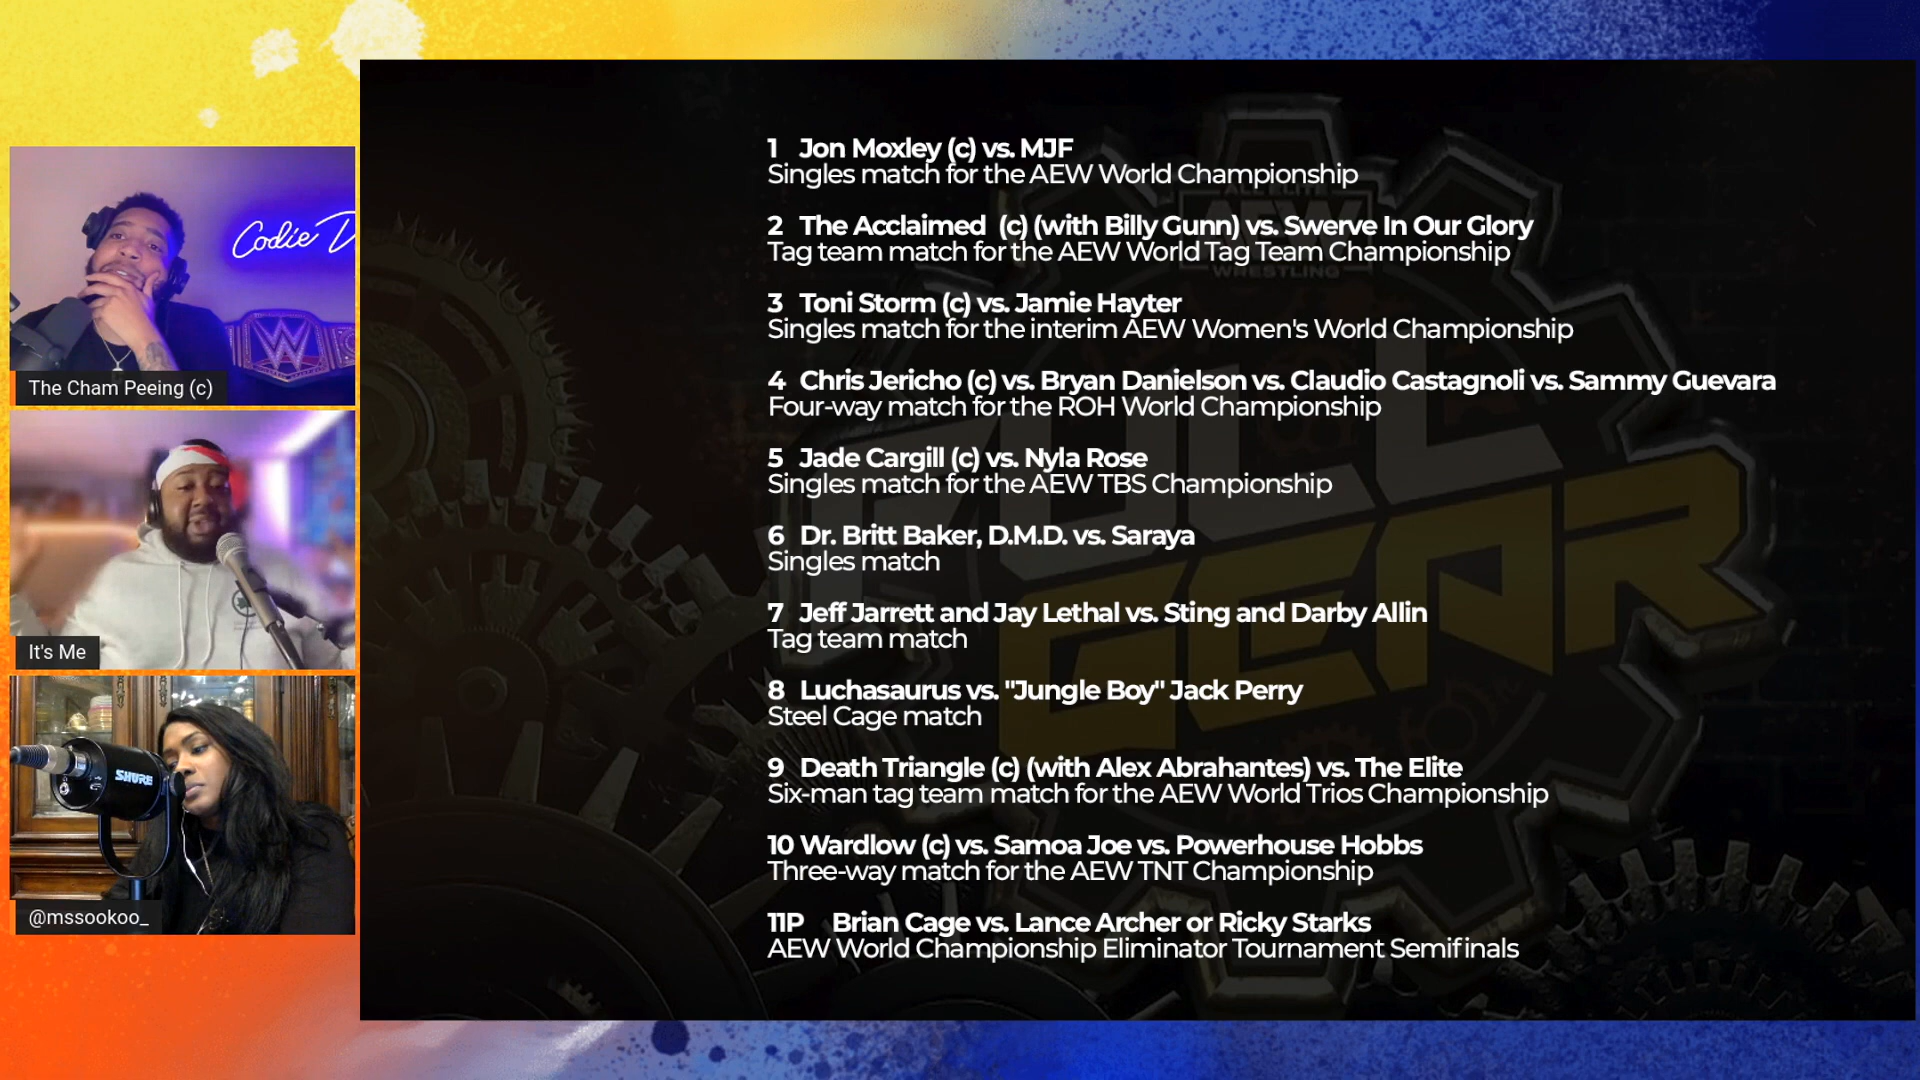 Codie D
The Cham Peeing (c)
It's Me
SHURE
@mssookoo_
1 Jon Moxley (c) vs. MJF
Singles match for the AEW World Championship
2 The Acclaimed (c) (with Billy Gunn) vs. Swerve In Our Glory
Tag team match for the AEW World Tag Team Championship
3 Toni Storm (c) vs. Jamie Hayter
Singles match for the interim AEW Women's World Championship
4 Chris Jericho (c) vs. Bryan Danielson vs. Claudio Castagnoli vs. Sammy Guevara
Four-way match for the ROH World Championship
5 Jade Cargill (c) vs. Nyla Rose
Singles match for the AEW TBS Championship
6 Dr. Britt Baker, D.M.D. vs. Saraya
Singles match
7 Jeff Jarrett and Jay Lethal vs. Sting and Darby Allin
Tag team match
8 Luchasaurus vs. "Jungle Boy" Jack Perry
Steel Cage match
9 Death Triangle (c) (with Alex Abrahantes) vs. The Elite
Six-man tag team match for the AEW World Trios Championship
10 Wardlow (c) vs. Samoa Joe vs. Powerhouse Hobbs
Three-way match for the AEW TNT Championship
11P Brian Cage vs. Lance Archer or Ricky Starks
AEW World Championship Eliminator Tournament Semifinals
ALL ELITE
AEW
WRESTLING
FULL
GEAR